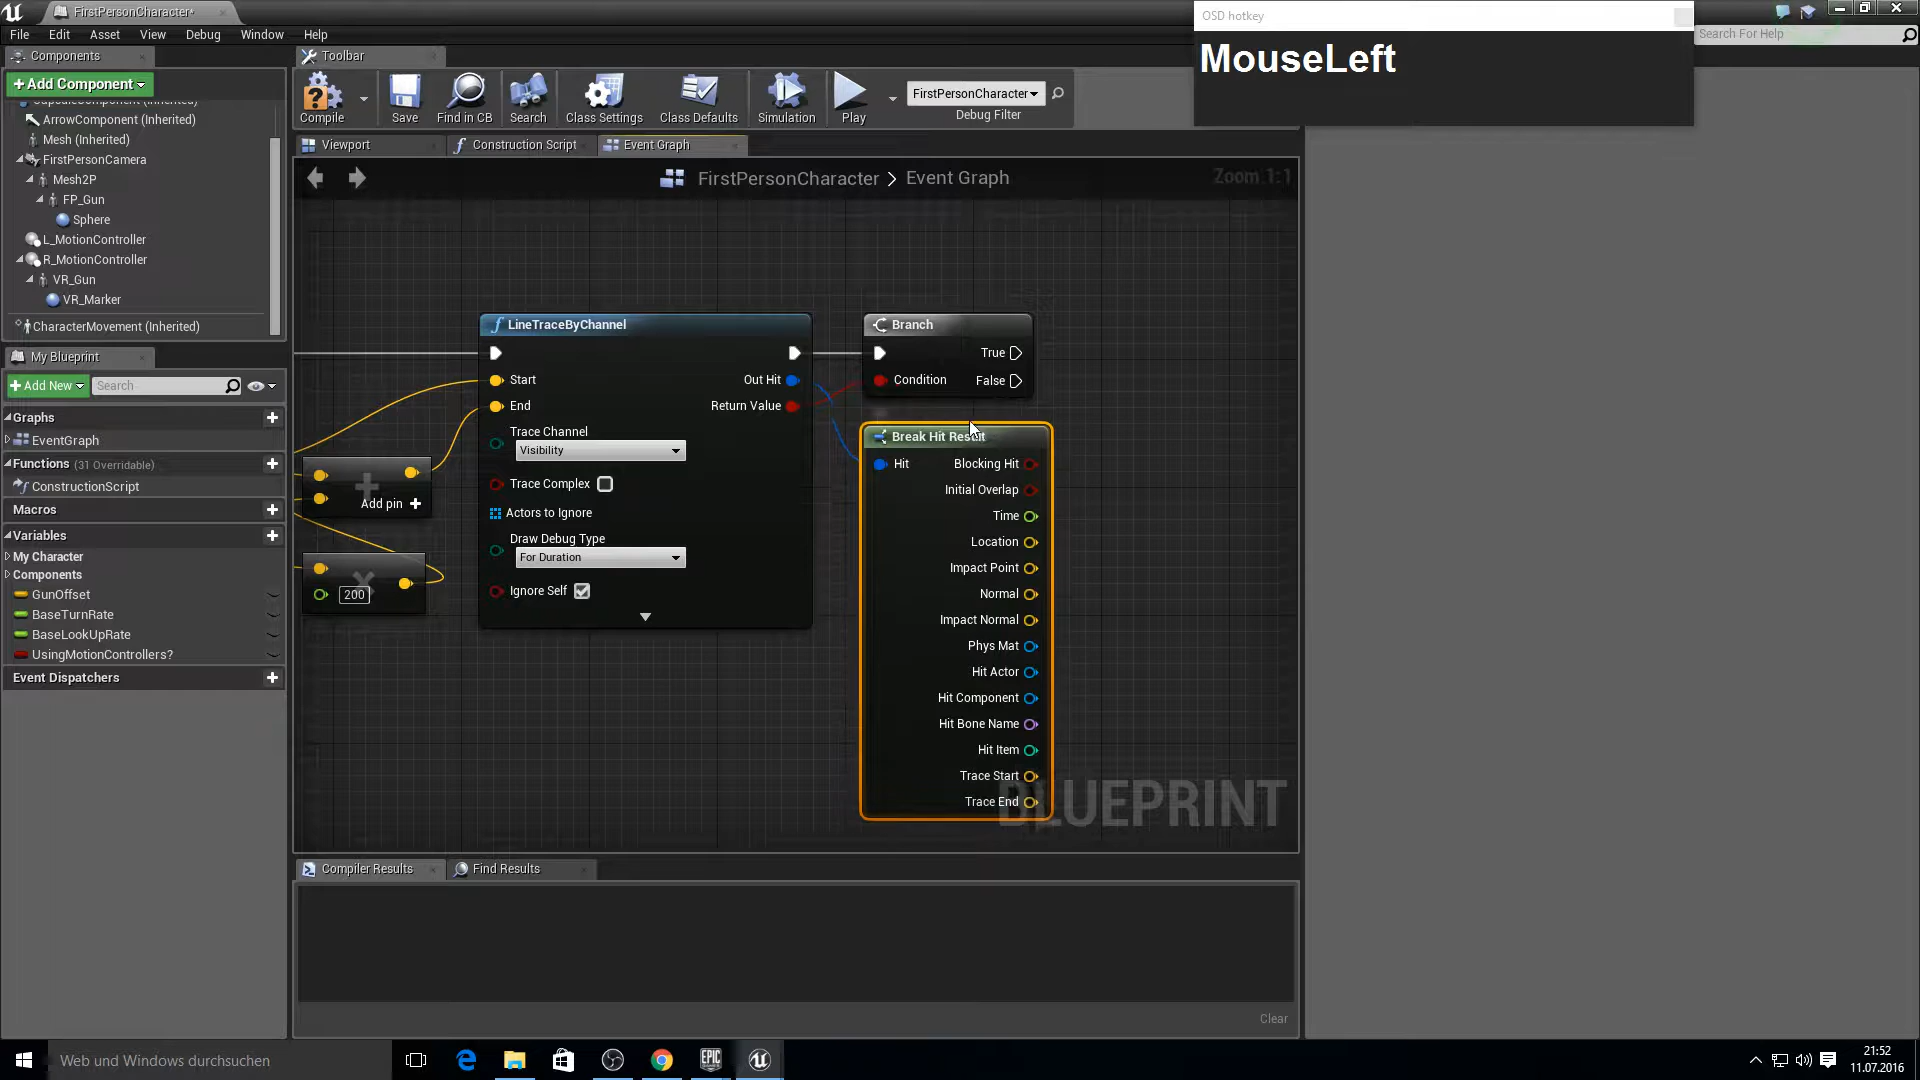 FirstPersonCharacter*
OSD hotkey
MouseLeft
File Edit Asset View Debug Window Help
Search For Help
Components
Toolbar
+Add Component
CapsuleComponent (Inherited)
ArrowComponent (Inherited)
Mesh (Inherited)
FirstPersonCamera
Mesh2P
FP_Gun
Sphere
L_MotionController
R_MotionController
VR_Gun
VR_Marker
CharacterMovement (Inherited)
Compile
Save
Find in CB
Search
Class Settings
Class Defaults
Simulation
Play
FirstPersonCharacter
Debug Filter
Viewport
Construction Script
Event Graph
FirstPersonCharacter > Event Graph
Zoom 1:1
My Blueprint
+Add New
Search
Graphs
EventGraph
Functions (31 Overridable)
ConstructionScript
Macros
Variables
My Character
Components
GunOffset
BaseTurnRate
BaseLookUpRate
UsingMotionControllers?
Event Dispatchers
Add pin +
200
LineTraceByChannel
Start
End
Trace Channel
Visibility
Trace Complex
Actors to Ignore
Draw Debug Type
For Duration
Ignore Self
Out Hit
Return Value
Branch
True
Condition
False
Break Hit Result
Hit
Blocking Hit
Initial Overlap
Time
Location
Impact Point
Normal
Impact Normal
Phys Mat
Hit Actor
Hit Component
Hit Bone Name
Hit Item
Trace Start
Trace End
BLUEPRINT
Compiler Results
Find Results
Clear
Web und Windows durchsuchen
EPIC
21:52
11.07.2016